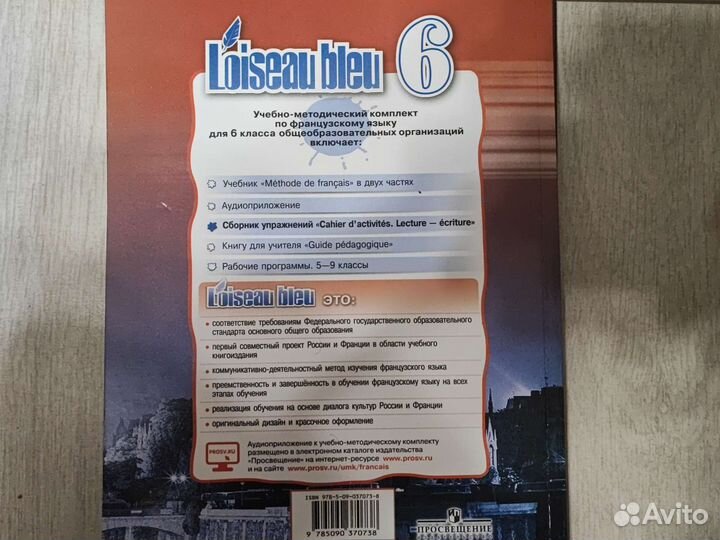 L'oiseau bleu 6
Учебно-методический комплект
по французскому языку
для 6 класса общеобразовательных организаций
включает:
Учебник «Méthode de français» в двух частях
Аудиоприложение
Сборник упражнений «Cahier d'activités. Lecture — écriture»
Книгу для учителя «Guide pédagogique»
Рабочие программы. 5—9 классы
L'oiseau bleu это:
• соответствие требованиям Федерального государственного образовательного
стандарта основного общего образования
• первый совместный проект России и Франции в области учебного
книгоиздания
• коммуникативно-деятельностный метод изучения французского языка
• преемственность и завершённость в обучении французскому языку на всех
этапах обучения
• реализация обучения на основе диалога культур России и Франции
• оригинальный дизайн и красочное оформление
PROSV.RU
Аудиоприложение к учебно-методическому комплекту
размещено в электронном каталоге издательства
«Просвещение» на интернет-ресурсе www.prosv.ru
и на сайте www.prosv.ru/umk/francais
ISBN 978-5-09-037073-8
9 785090 370738
ПРОСВЕЩЕНИЕ
Avito